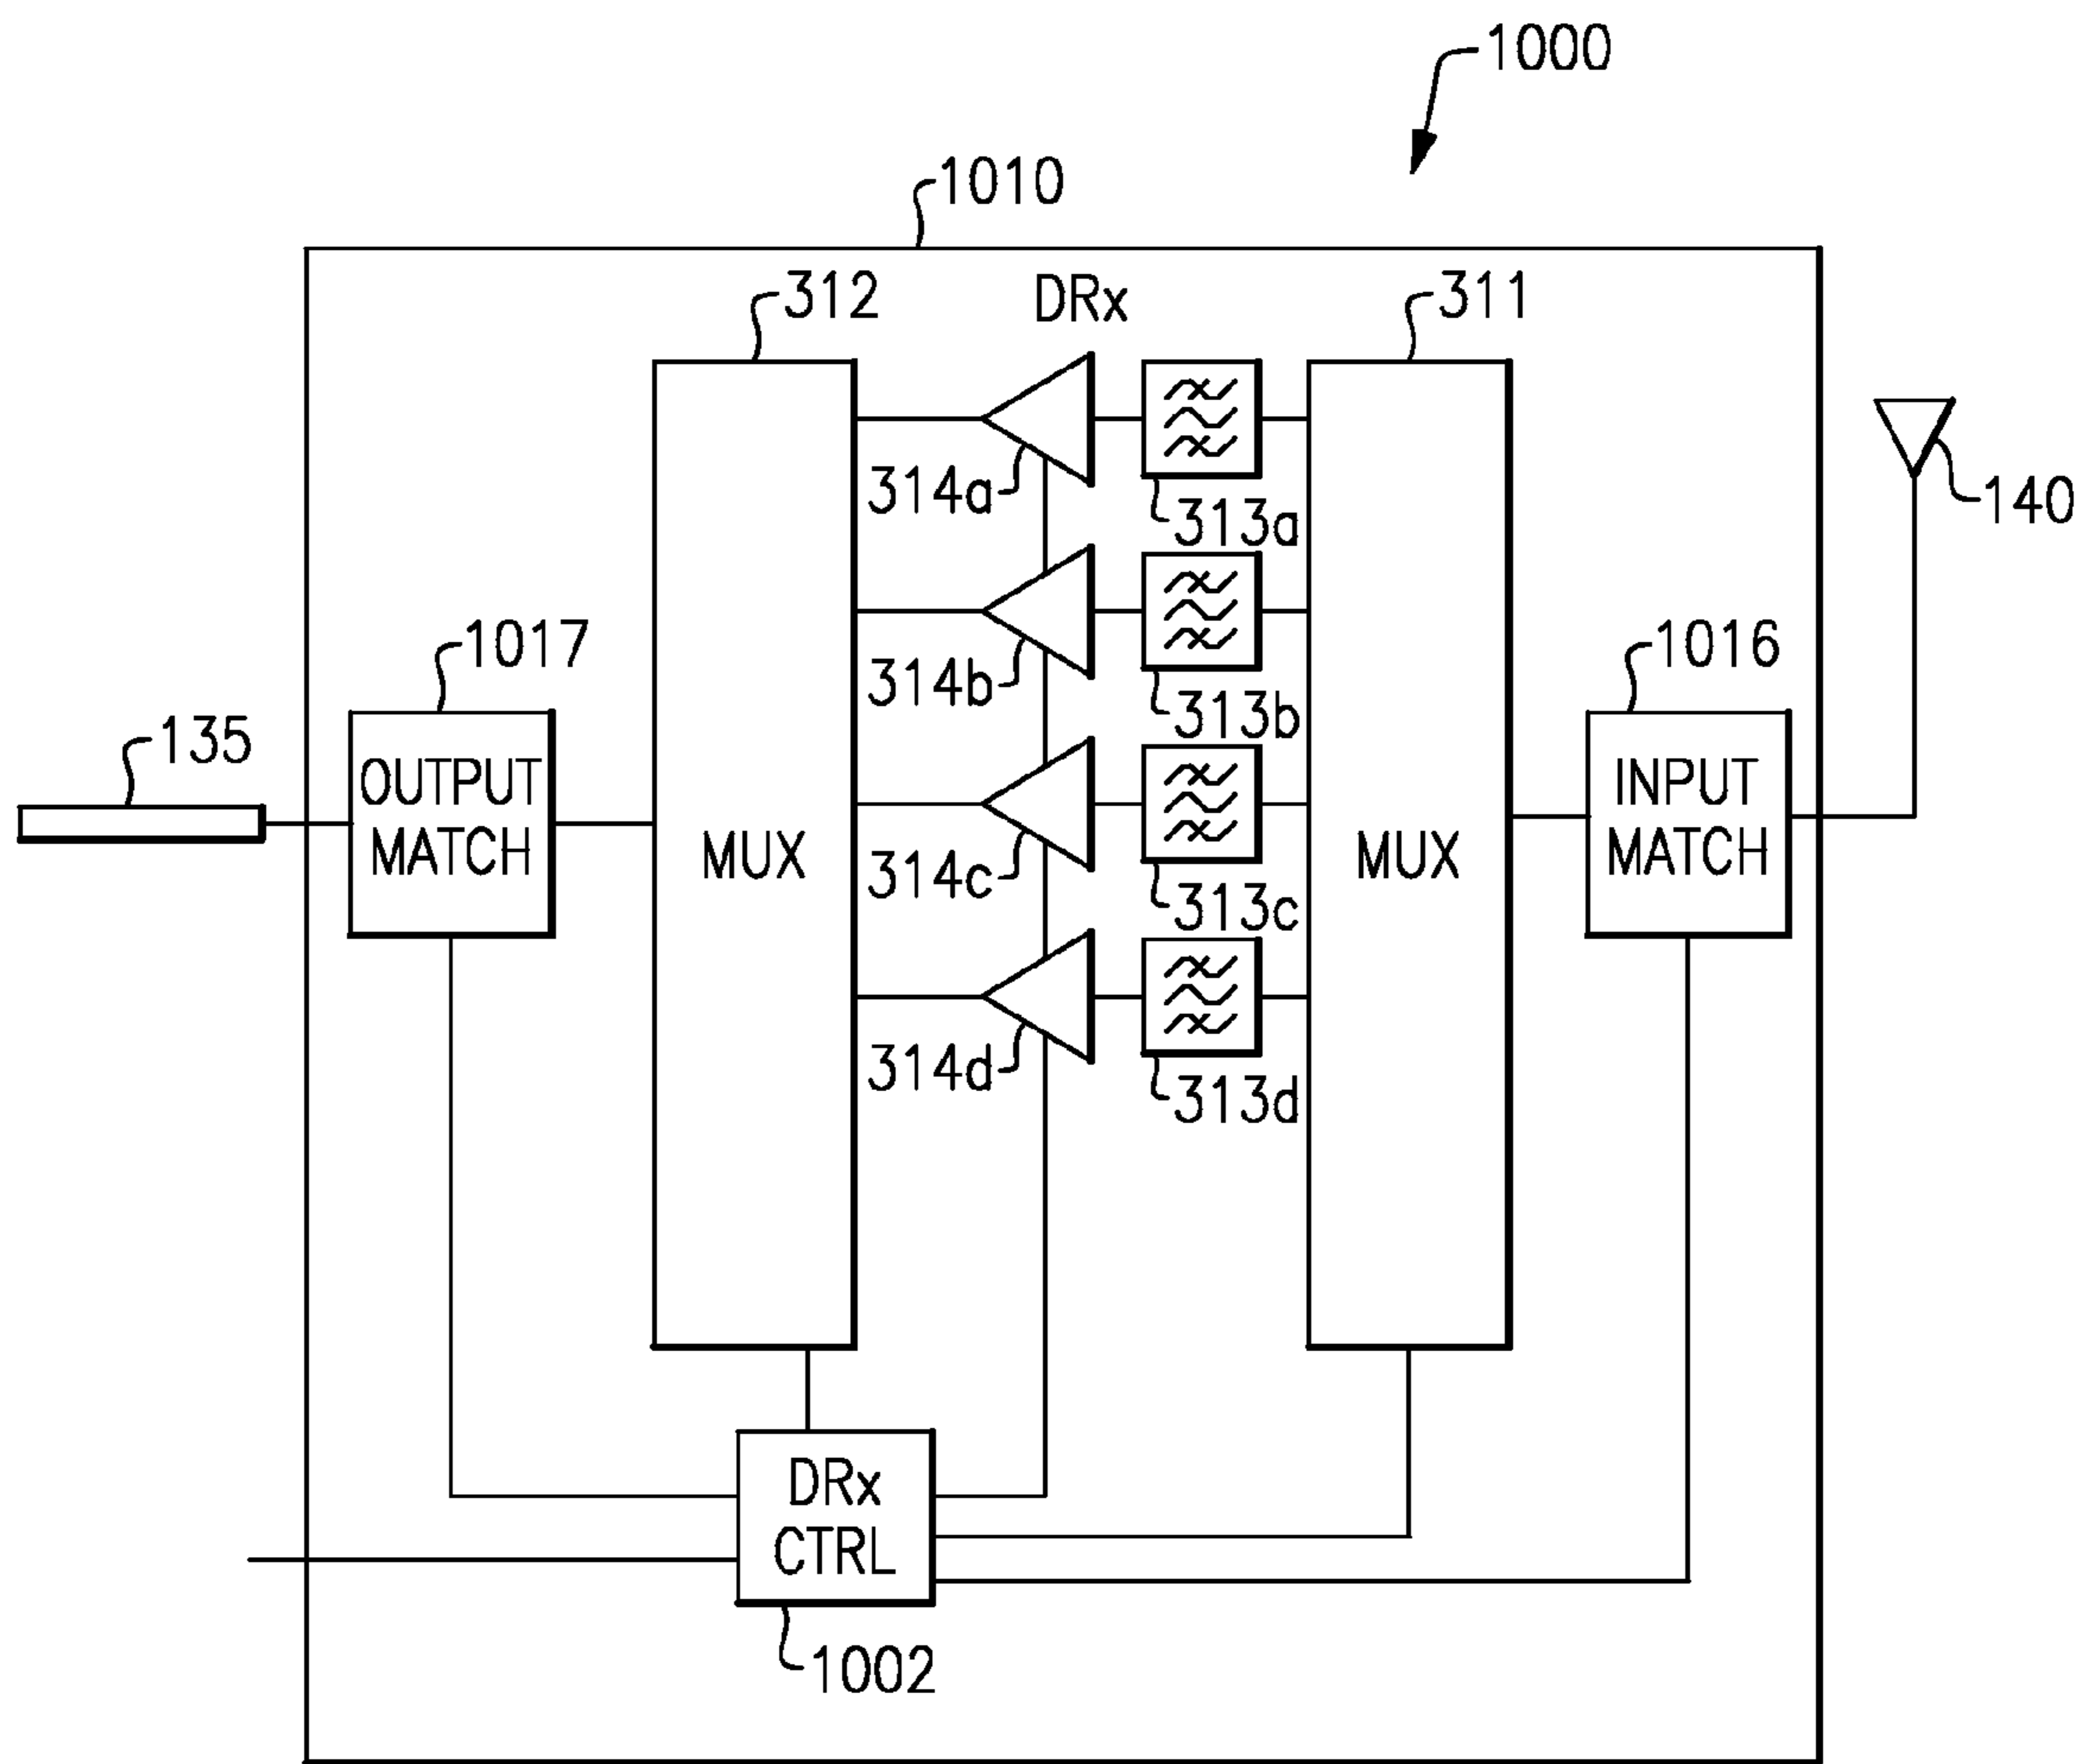 1000
1010
312
DRx
311
314a
313a
140
314b
313b
1017
1016
135
OUTPUT
MATCH
MUX
314c
313c
MUX
INPUT
MATCH
314d
313d
DRx
CTRL
1002